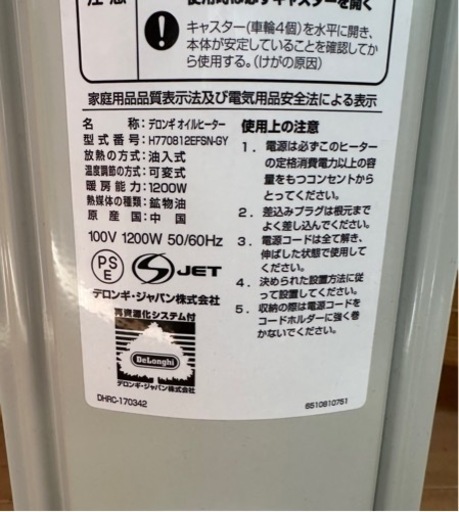 注意
使用時は必ずキャスターを開く
キャスター（車輪4個）を水平に開き、
本体が安定していることを確認してか
ら使用する。（けがの原因）
家庭用品品質表示法及び電気用品安全法による表示
名称：デロンギ オイルヒーター
型式番号：H770812EFSN-GY
放熱の方式：油入式
温度調節の方式：可変式
暖房能力：1200W
熱媒体の種類：鉱物油
原産国：中国
100V 1200W 50/60Hz
PSE
JET
デロンギ・ジャパン株式会社
再資源化システム付
DeLonghi
デロンギ・ジャパン株式会社
DHRC-170342
使用上の注意
1．電源は必ずこのヒーター
の定格消費電力以上の容
量をもつコンセントから
とってください。
2．差込みプラグは根元まで
よく差し込んでください。
3．電源コードは全て解き、
伸ばした状態で使用して
ください。
4．決められた設置方法に従
って設置してください。
5．収納の際は電源コードを
コードホルダーに強く巻
かないでください。
6510810751